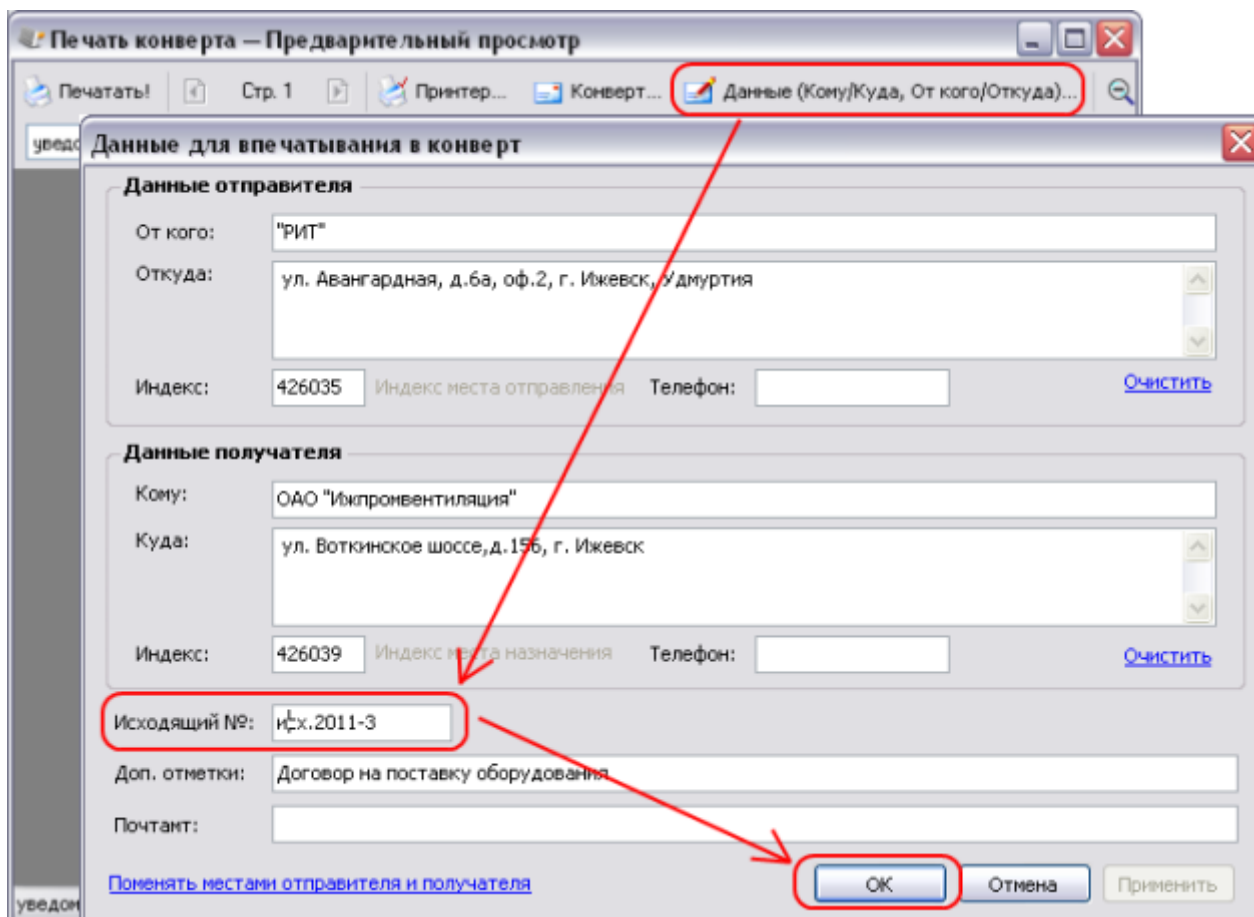 Печать конверта — Предварительный просмотр
Печатать! Стр. 1 Принтер... Конверт... Данные (Кому/Куда, От кого/Откуда)...
Данные для впечатывания в конверт
Данные отправителя
От кого: "РИТ"
Откуда: ул. Авангардная, д.6а, оф.2, г. Ижевск, Удмуртия
Индекс: 426035 Индекс места отправления Телефон: Очистить
Данные получателя
Кому: ОАО "Ижпромвентиляция"
Куда: ул. Воткинское шоссе,д.156, г. Ижевск
Индекс: 426039 Индекс места назначения Телефон: Очистить
Исходящий №: исх.2011-3
Доп. отметки: Договор на поставку оборудования
Почтамт:
Поменять местами отправителя и получателя ОК Отмена Применить